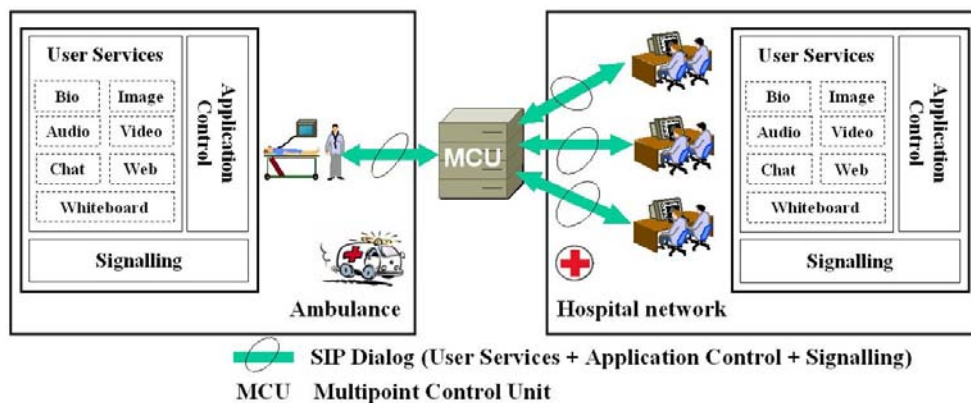 User Services
Bio Image
Audio Video
Chat Web
Whiteboard
Application
Control
Signalling
Ambulance
MCU
Hospital network
User Services
Bio Image
Audio Video
Chat Web
Whiteboard
Application
Control
Signalling
SIP Dialog (User Services + Application Control + Signalling)
MCU Multipoint Control Unit